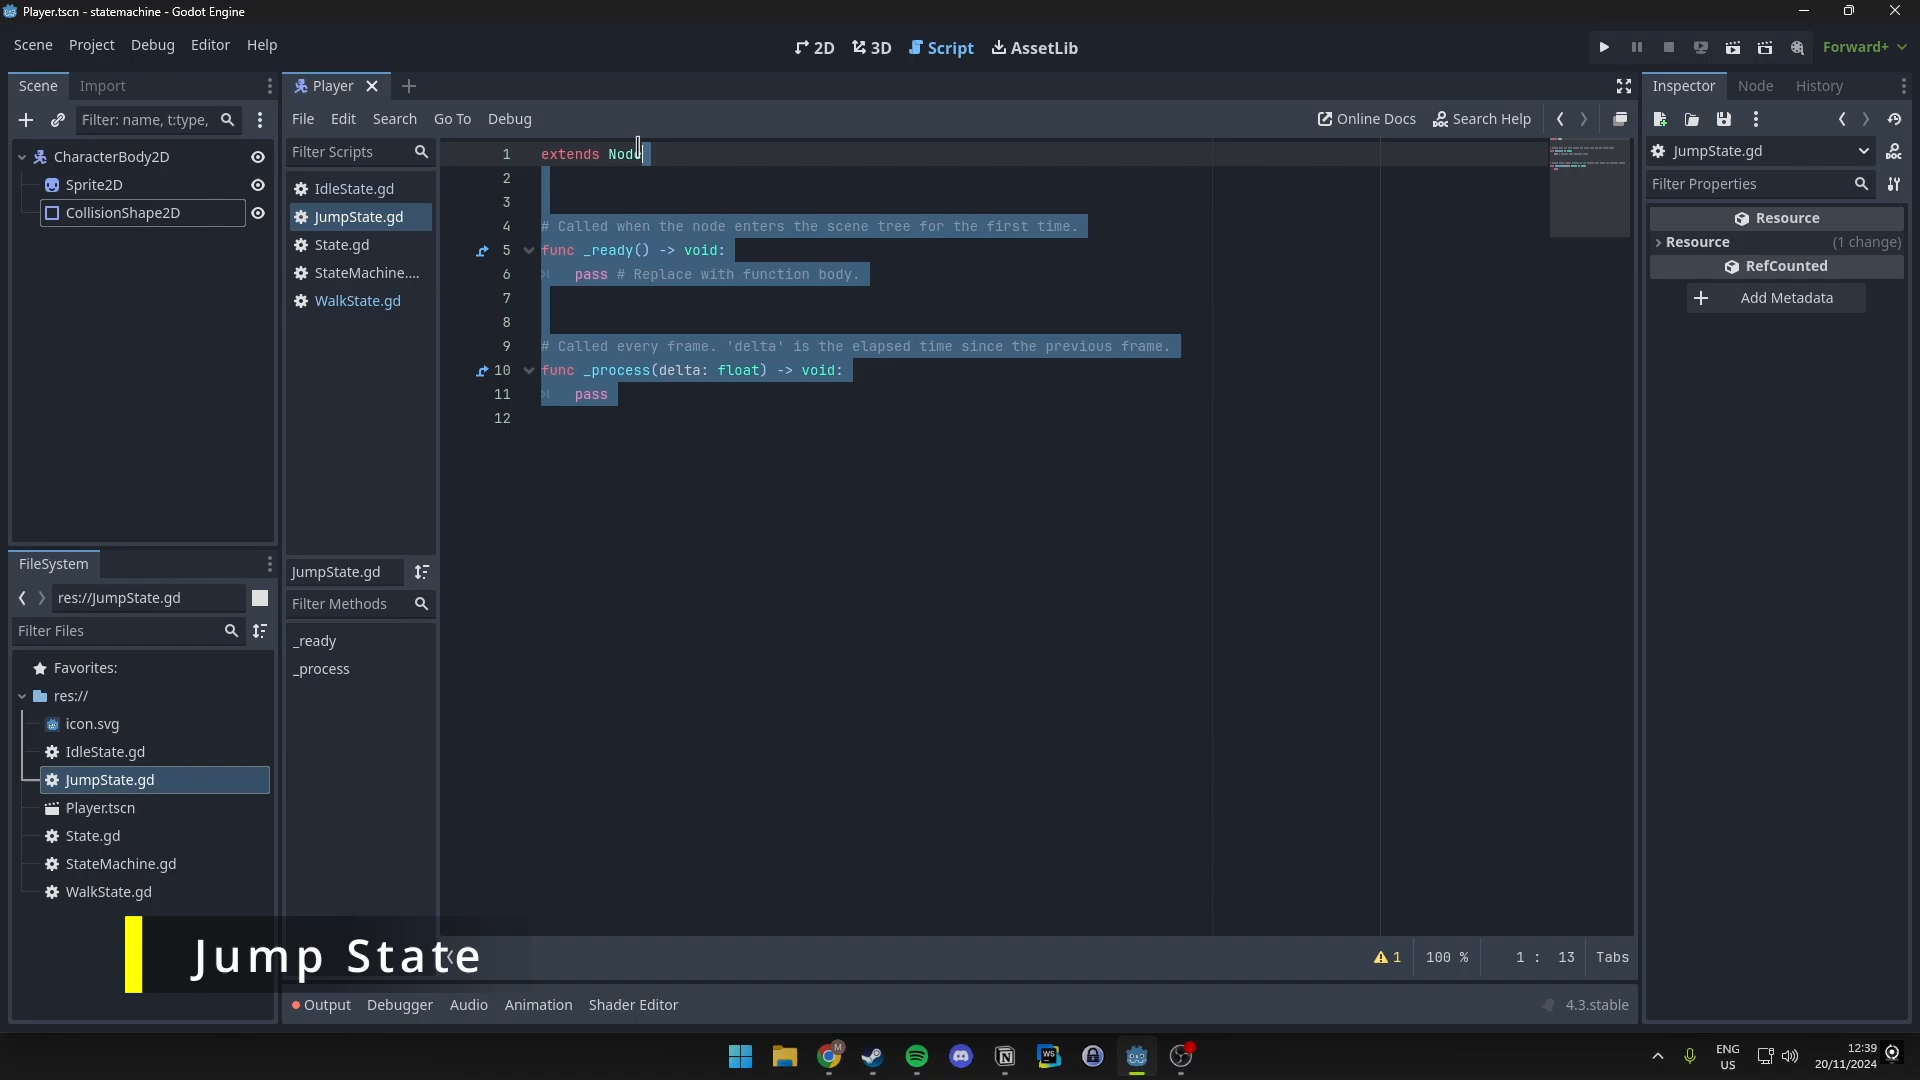 Player.tscn - statemachine - Godot Engine
Scene Project Debug Editor Help
2D 3D Script AssetLib
Forward+
Scene Import
Player
Inspector Node History
Filter: name, t:type,
File Edit Search Go To Debug
Online Docs Search Help
CharacterBody2D
Sprite2D
CollisionShape2D
Filter Scripts
IdleState.gd
JumpState.gd
State.gd
StateMachine....
WalkState.gd
1 extends Node
2
3
4 # Called when the node enters the scene tree for the first time.
5 func _ready() -> void:
6 pass # Replace with function body.
7
8
9 # Called every frame. 'delta' is the elapsed time since the previous frame.
10 func _process(delta: float) -> void:
11 pass
12
JumpState.gd
Filter Properties
Resource
Resource (1 change)
RefCounted
Add Metadata
FileSystem
res://JumpState.gd
Filter Files
Favorites:
res://
icon.svg
IdleState.gd
JumpState.gd
Player.tscn
State.gd
StateMachine.gd
WalkState.gd
JumpState.gd
Filter Methods
_ready
_process
Jump State
1 100 % 1 : 13 Tabs
Output Debugger Audio Animation Shader Editor
4.3.stable
M
WS
ENG
US
12:39
20/11/2024